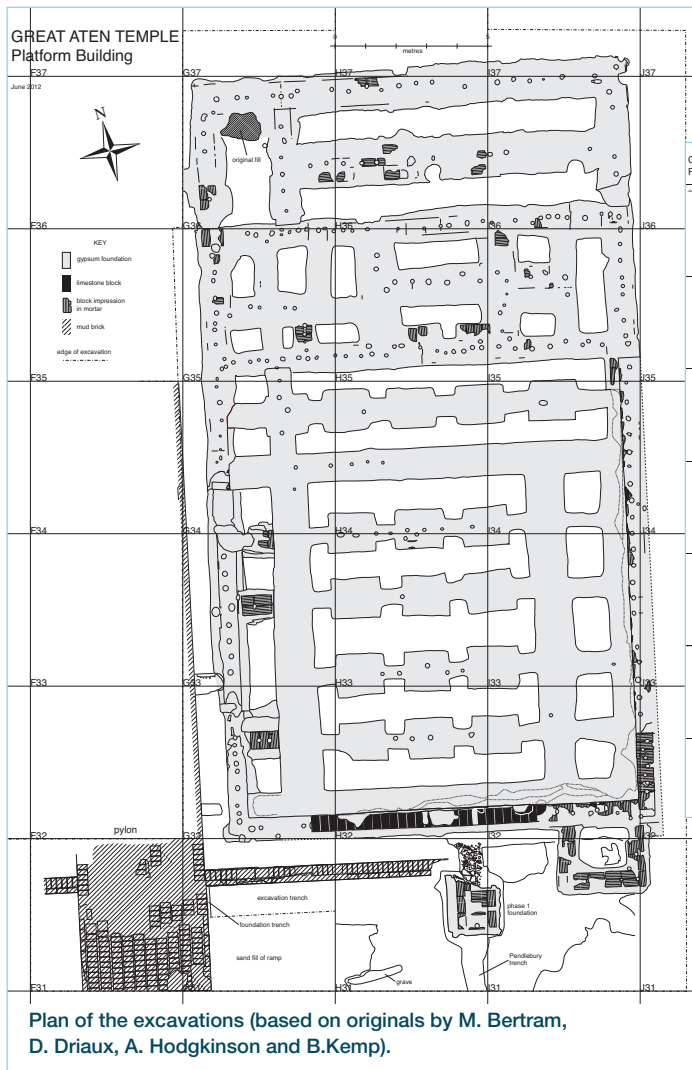 GREAT ATEN TEMPLE
Platform Building
June 2012
0 5
metres
N
F37 G37 H37 I37 J37
original fill
F36 G36 H36 I36 J36
KEY
gypsum foundation
limestone block
block impression
in mortar
mud brick
edge of excavation
F35 G35 H35 I35 J35
F34 G34 H34 I34 J34
F33 G33 H33 I33 J33
pylon
F32 G32 H32 I32 J32
excavation trench
foundation trench
phase 1
foundation
sand fill of ramp
Pendlebury
trench
grave
F31 G31 H31 I31 J31
Plan of the excavations (based on originals by M. Bertram,
D. Driaux, A. Hodgkinson and B.Kemp).